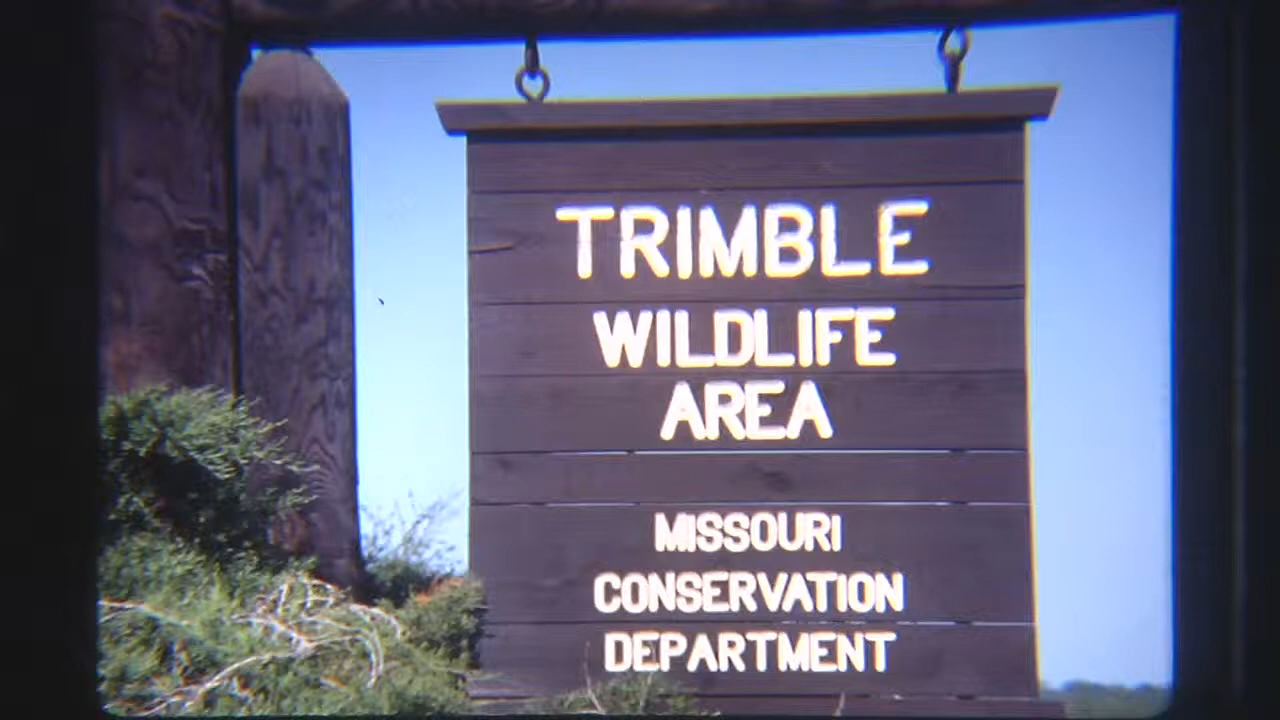 TRIMBLE
WILDLIFE
AREA
MISSOURI
CONSERVATION
DEPARTMENT